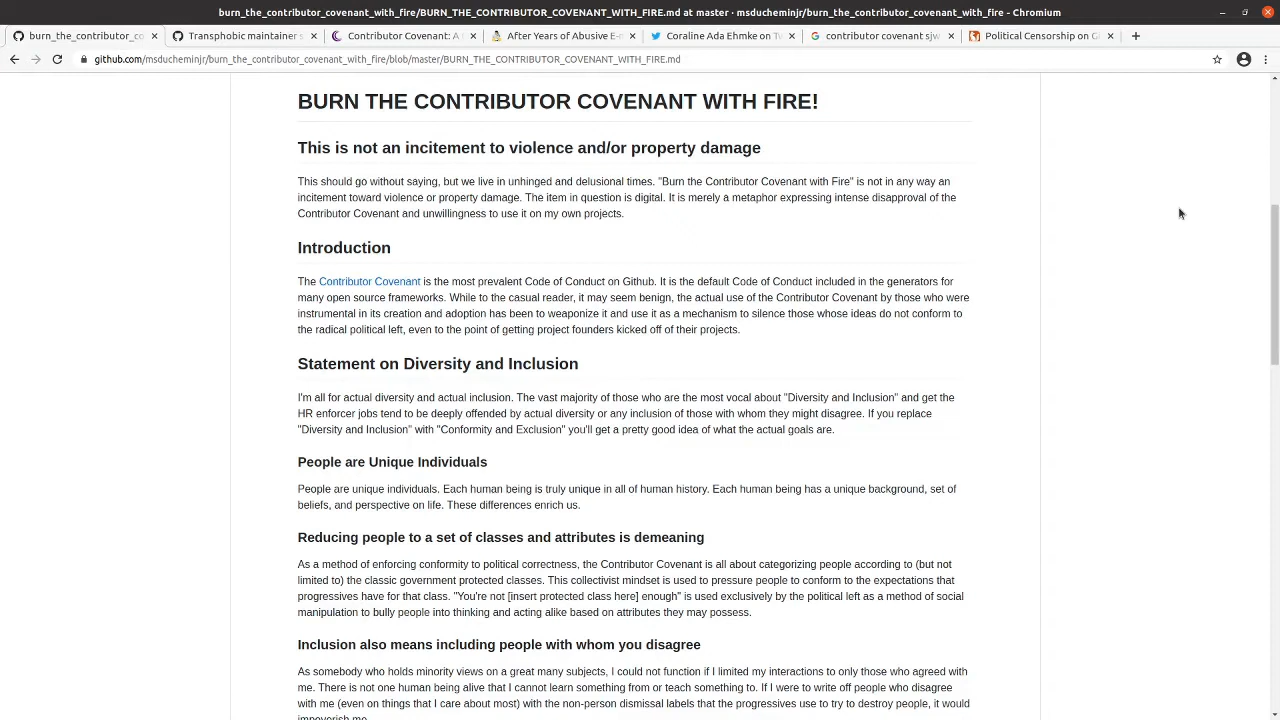 burn_the_contributor_covenant_with_fire/BURN_THE_CONTRIBUTOR_COVENANT_WITH_FIRE.md at master · msducheminjr/burn_the_contributor_covenant_with_fire - Chromium
burn_the_contributor_co
Transphobic maintainer s
Contributor Covenant: A C
After Years of Abusive E-m
Coraline Ada Ehmke on Tw
contributor covenant sjw
Political Censorship on G
github.com/msducheminjr/burn_the_contributor_covenant_with_fire/blob/master/BURN_THE_CONTRIBUTOR_COVENANT_WITH_FIRE.md
BURN THE CONTRIBUTOR COVENANT WITH FIRE!
This is not an incitement to violence and/or property damage
This should go without saying, but we live in unhinged and delusional times. "Burn the Contributor Covenant with Fire" is not in any way an
incitement toward violence or property damage. The item in question is digital. It is merely a metaphor expressing intense disapproval of the
Contributor Covenant and unwillingness to use it on my own projects.
Introduction
The Contributor Covenant is the most prevalent Code of Conduct on Github. It is the default Code of Conduct included in the generators for
many open source frameworks. While to the casual reader, it may seem benign, the actual use of the Contributor Covenant by those who were
instrumental in its creation and adoption has been to weaponize it and use it as a mechanism to silence those whose ideas do not conform to
the radical political left, even to the point of getting project founders kicked off of their projects.
Statement on Diversity and Inclusion
I'm all for actual diversity and actual inclusion. The vast majority of those who are the most vocal about "Diversity and Inclusion" and get the
HR enforcer jobs tend to be deeply offended by actual diversity or any inclusion of those with whom they might disagree. If you replace
"Diversity and Inclusion" with "Conformity and Exclusion" you'll get a pretty good idea of what the actual goals are.
People are Unique Individuals
People are unique individuals. Each human being is truly unique in all of human history. Each human being has a unique background, set of
beliefs, and perspective on life. These differences enrich us.
Reducing people to a set of classes and attributes is demeaning
As a method of enforcing conformity to political correctness, the Contributor Covenant is all about categorizing people according to (but not
limited to) the classic government protected classes. This collectivist mindset is used to pressure people to conform to the expectations that
progressives have for that class. "You're not [insert protected class here] enough" is used exclusively by the political left as a method of social
manipulation to bully people into thinking and acting alike based on attributes they may possess.
Inclusion also means including people with whom you disagree
As somebody who holds minority views on a great many subjects, I could not function if I limited my interactions to only those who agreed with
me. There is not one human being alive that I cannot learn something from or teach something to. If I were to write off people who disagree
with me (even on things that I care about most) with the non-person dismissal labels that the progressives use to try to destroy people, it would
impoverish me.